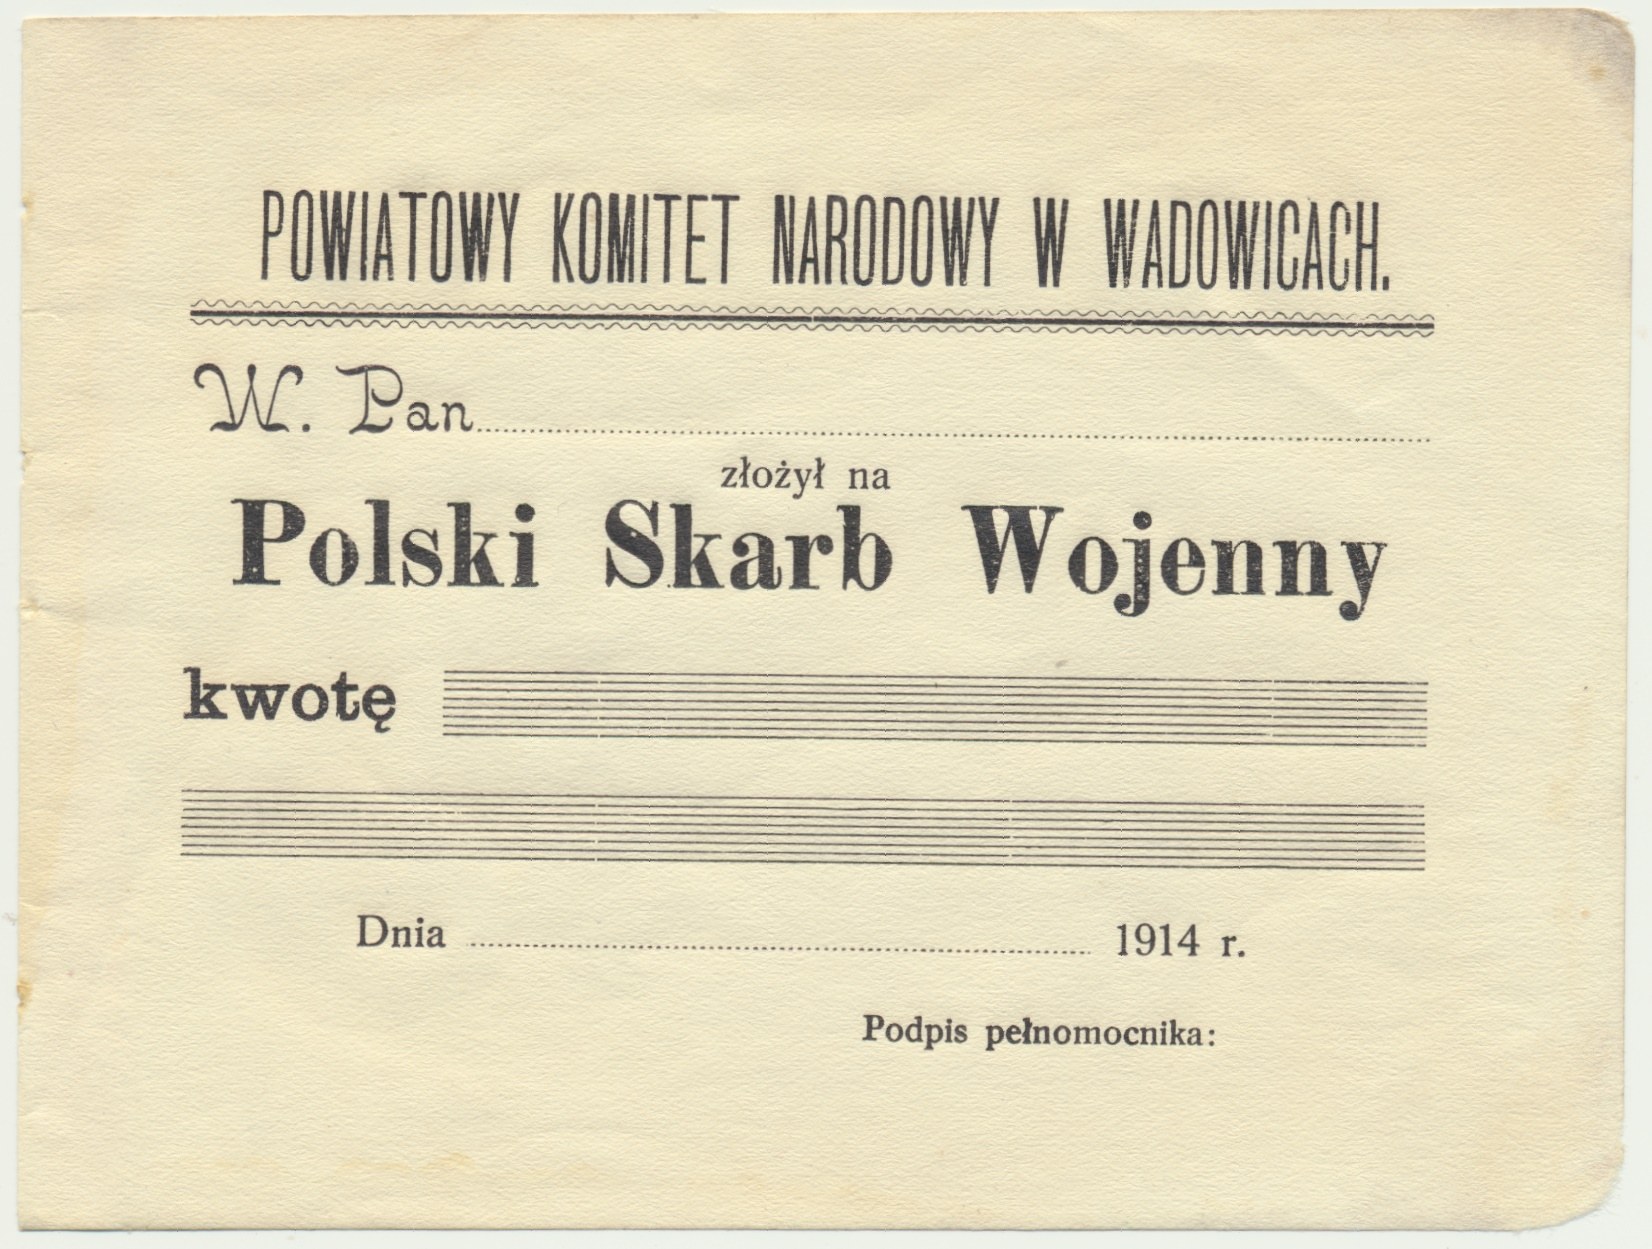 POWIATOWY KOMITET NARODOWY W WADOWICACH.
W. Pan
złożył na
Polski Skarb Wojenny
kwotę
Dnia 1914 r.
Podpis pełnomocnika: